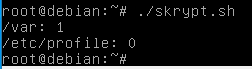 root@debian:~# ./skrypt.sh
/var: 1
/etc/profile: 0
root@debian:~#